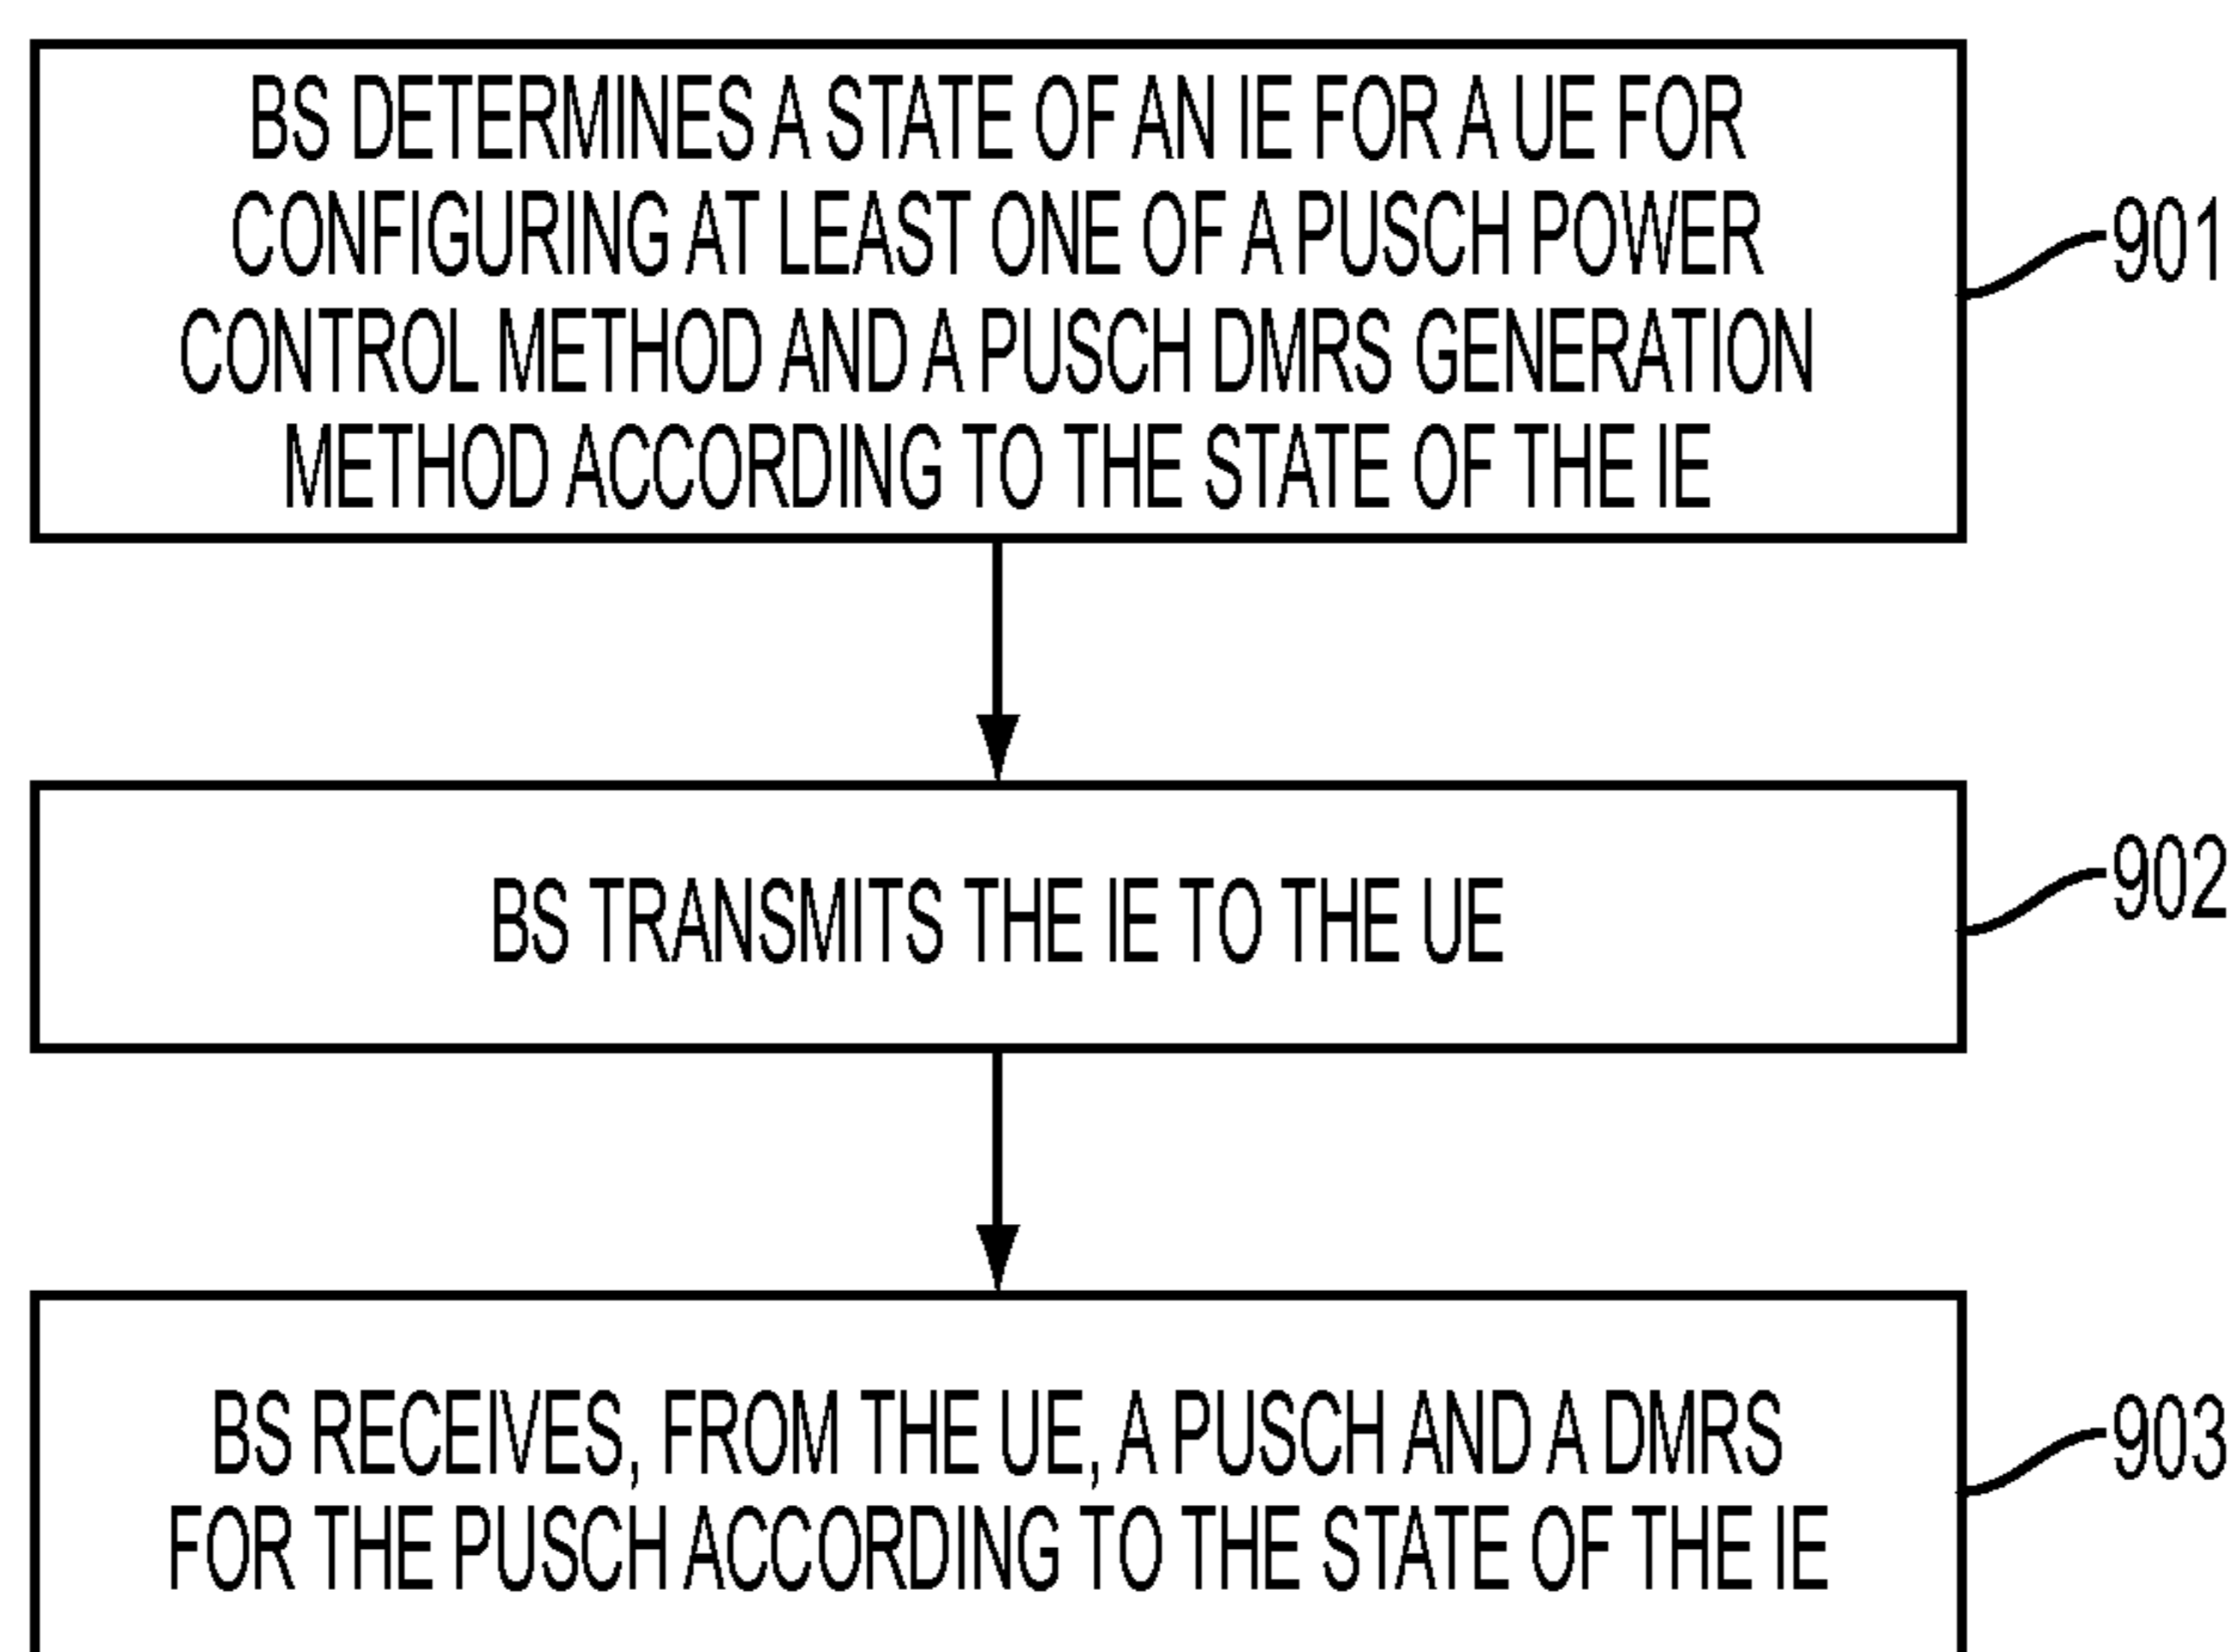 BS DETERMINES A STATE OF AN IE FOR A UE FOR
CONFIGURING AT LEAST ONE OF A PUSCH POWER
CONTROL METHOD AND A PUSCH DMRS GENERATION
METHOD ACCORDING TO THE STATE OF THE IE
901
BS TRANSMITS THE IE TO THE UE
902
BS RECEIVES, FROM THE UE, A PUSCH AND A DMRS
FOR THE PUSCH ACCORDING TO THE STATE OF THE IE
903